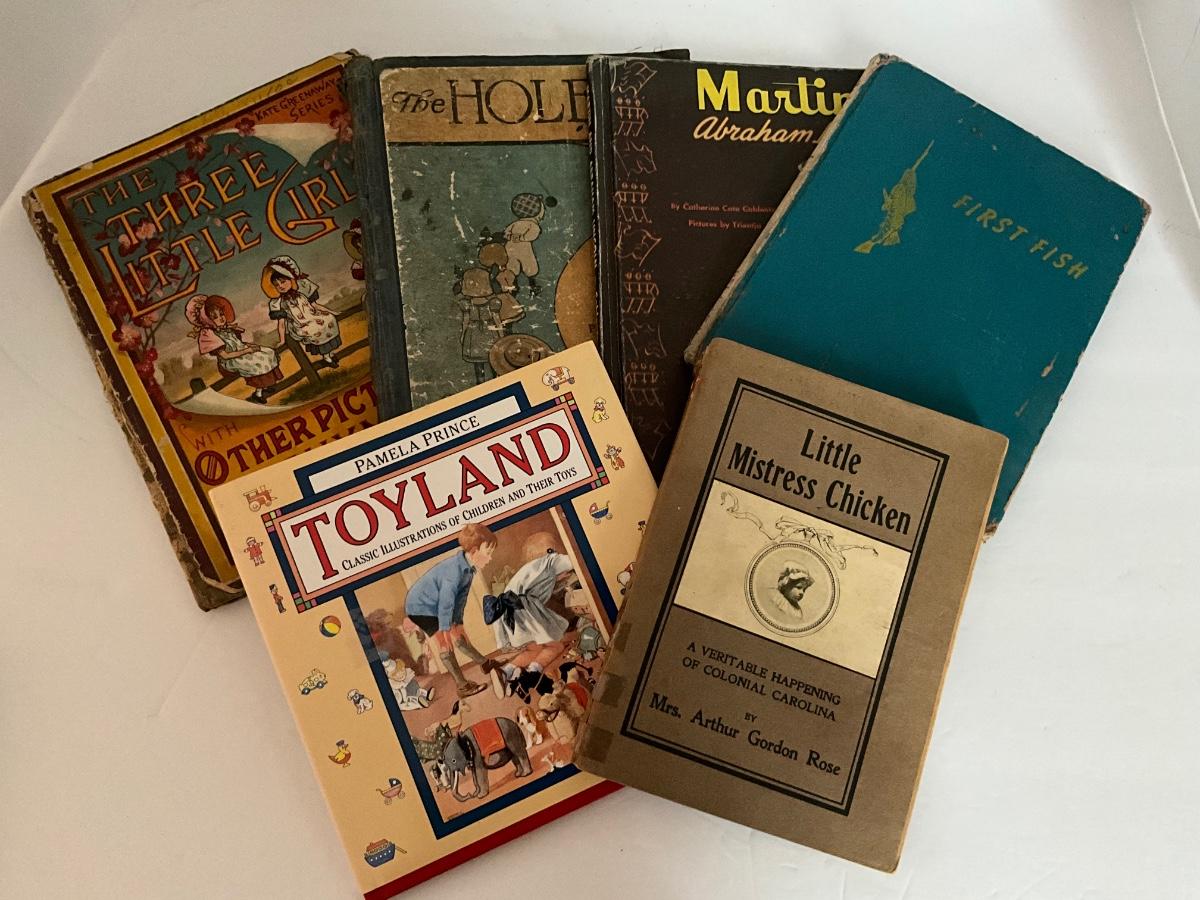 KATE GREENAWAY
SERIES
THE
THREE
LITTLE GIRL
WITH
OTHER PICT
The HOLE
Martin
Abraham
By Catherine Cate Coblentz
Pictures by Trientja
FIRST FISH
PAMELA PRINCE
TOYLAND
CLASSIC ILLUSTRATIONS OF CHILDREN AND THEIR TOYS
Little
Mistress Chicken
A VERITABLE HAPPENING
OF COLONIAL CAROLINA
BY
Mrs. Arthur Gordon Rose